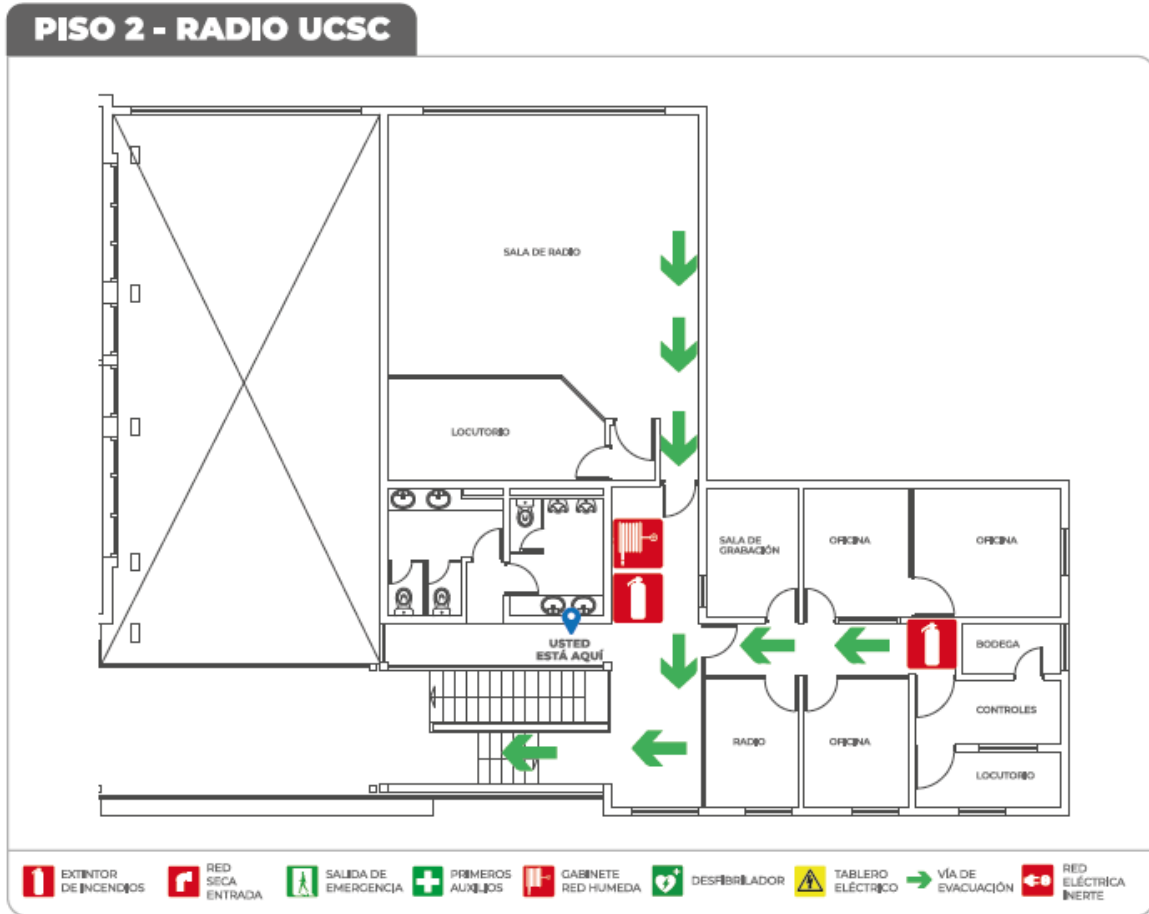 PISO 2 - RADIO UCSC
SALA DE RADIO
LOCUTORIO
SALA DE
GRABACIÓN
OFICINA
OFICINA
USTED
ESTÁ AQUÍ
BODEGA
CONTROLES
RADIO
OFICINA
LOCUTORIO
EXTINTOR
DE INCENDIOS
RED
SECA
ENTRADA
SALIDA DE
EMERGENCIA
PRIMEROS
AUXILIOS
GABINETE
RED HUMEDA
DESFIBRILADOR
TABLERO
ELÉCTRICO
VÍA DE
EVACUACIÓN
RED
ELÉCTRICA
INERTE